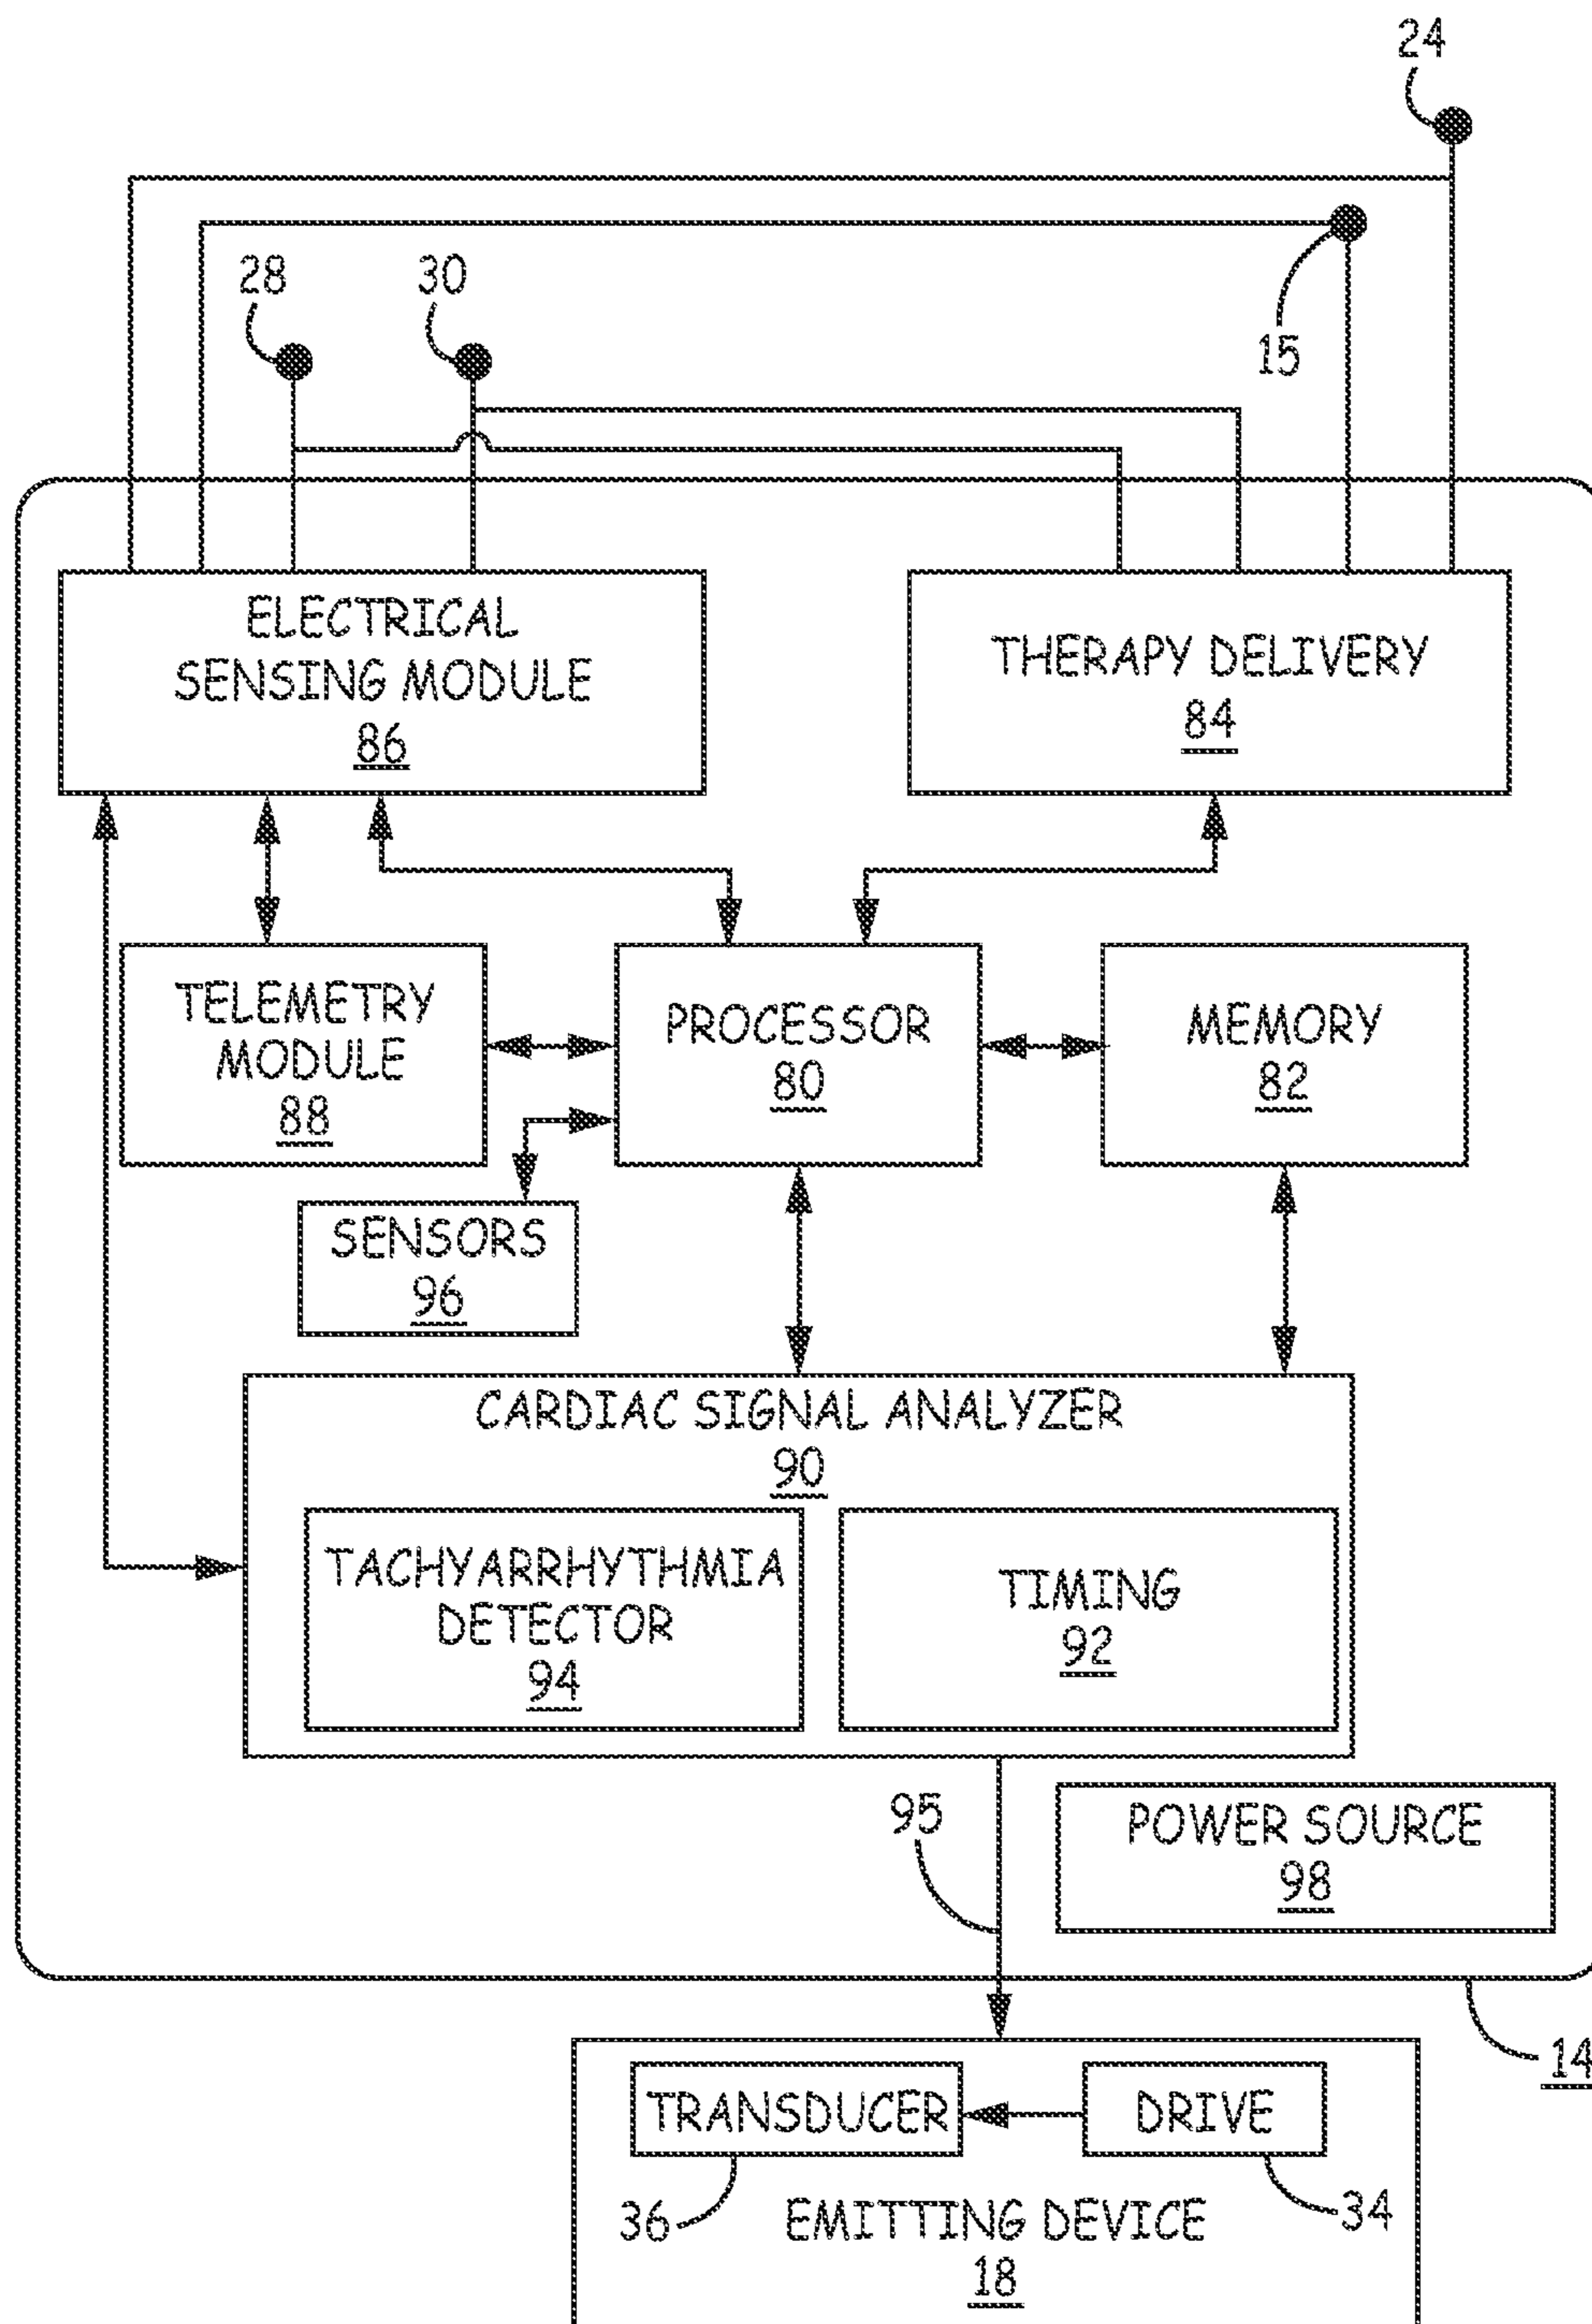 24
28
30
15
ELECTRICAL
SENSING MODULE
86
THERAPY DELIVERY
84
TELEMETRY
MODULE
88
PROCESSOR
80
MEMORY
82
SENSORS
96
CARDIAC SIGNAL ANALYZER
90
TACHYARRHYTHMIA
DETECTOR
94
TIMING
92
95
POWER SOURCE
98
14
TRANSDUCER
DRIVE
36
34
EMITTING DEVICE
18